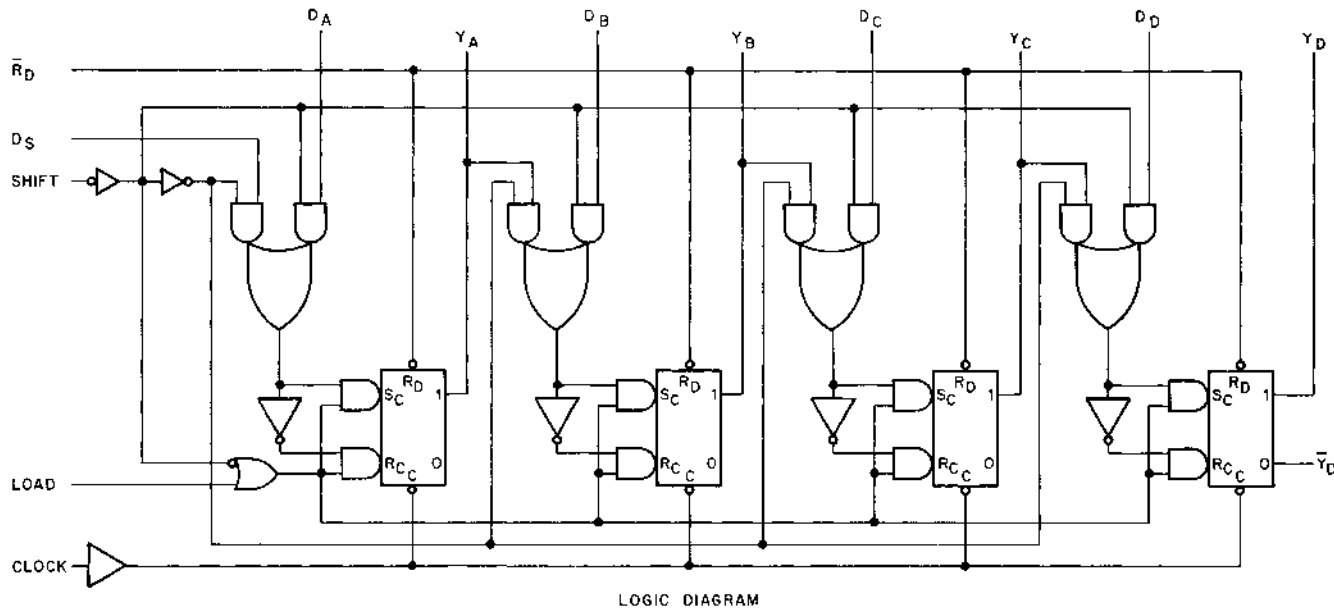 D_A Y_A D_B Y_B D_C Y_C D_D Y_D
R̄_D
D_S
SHIFT
R_D R_D R_D R_D
S_C 1 S_C 1 S_C 1 S_C 1
R_C C 0 R_C C 0 R_C C 0 R_C C 0 Ȳ_D
LOAD
CLOCK
LOGIC DIAGRAM